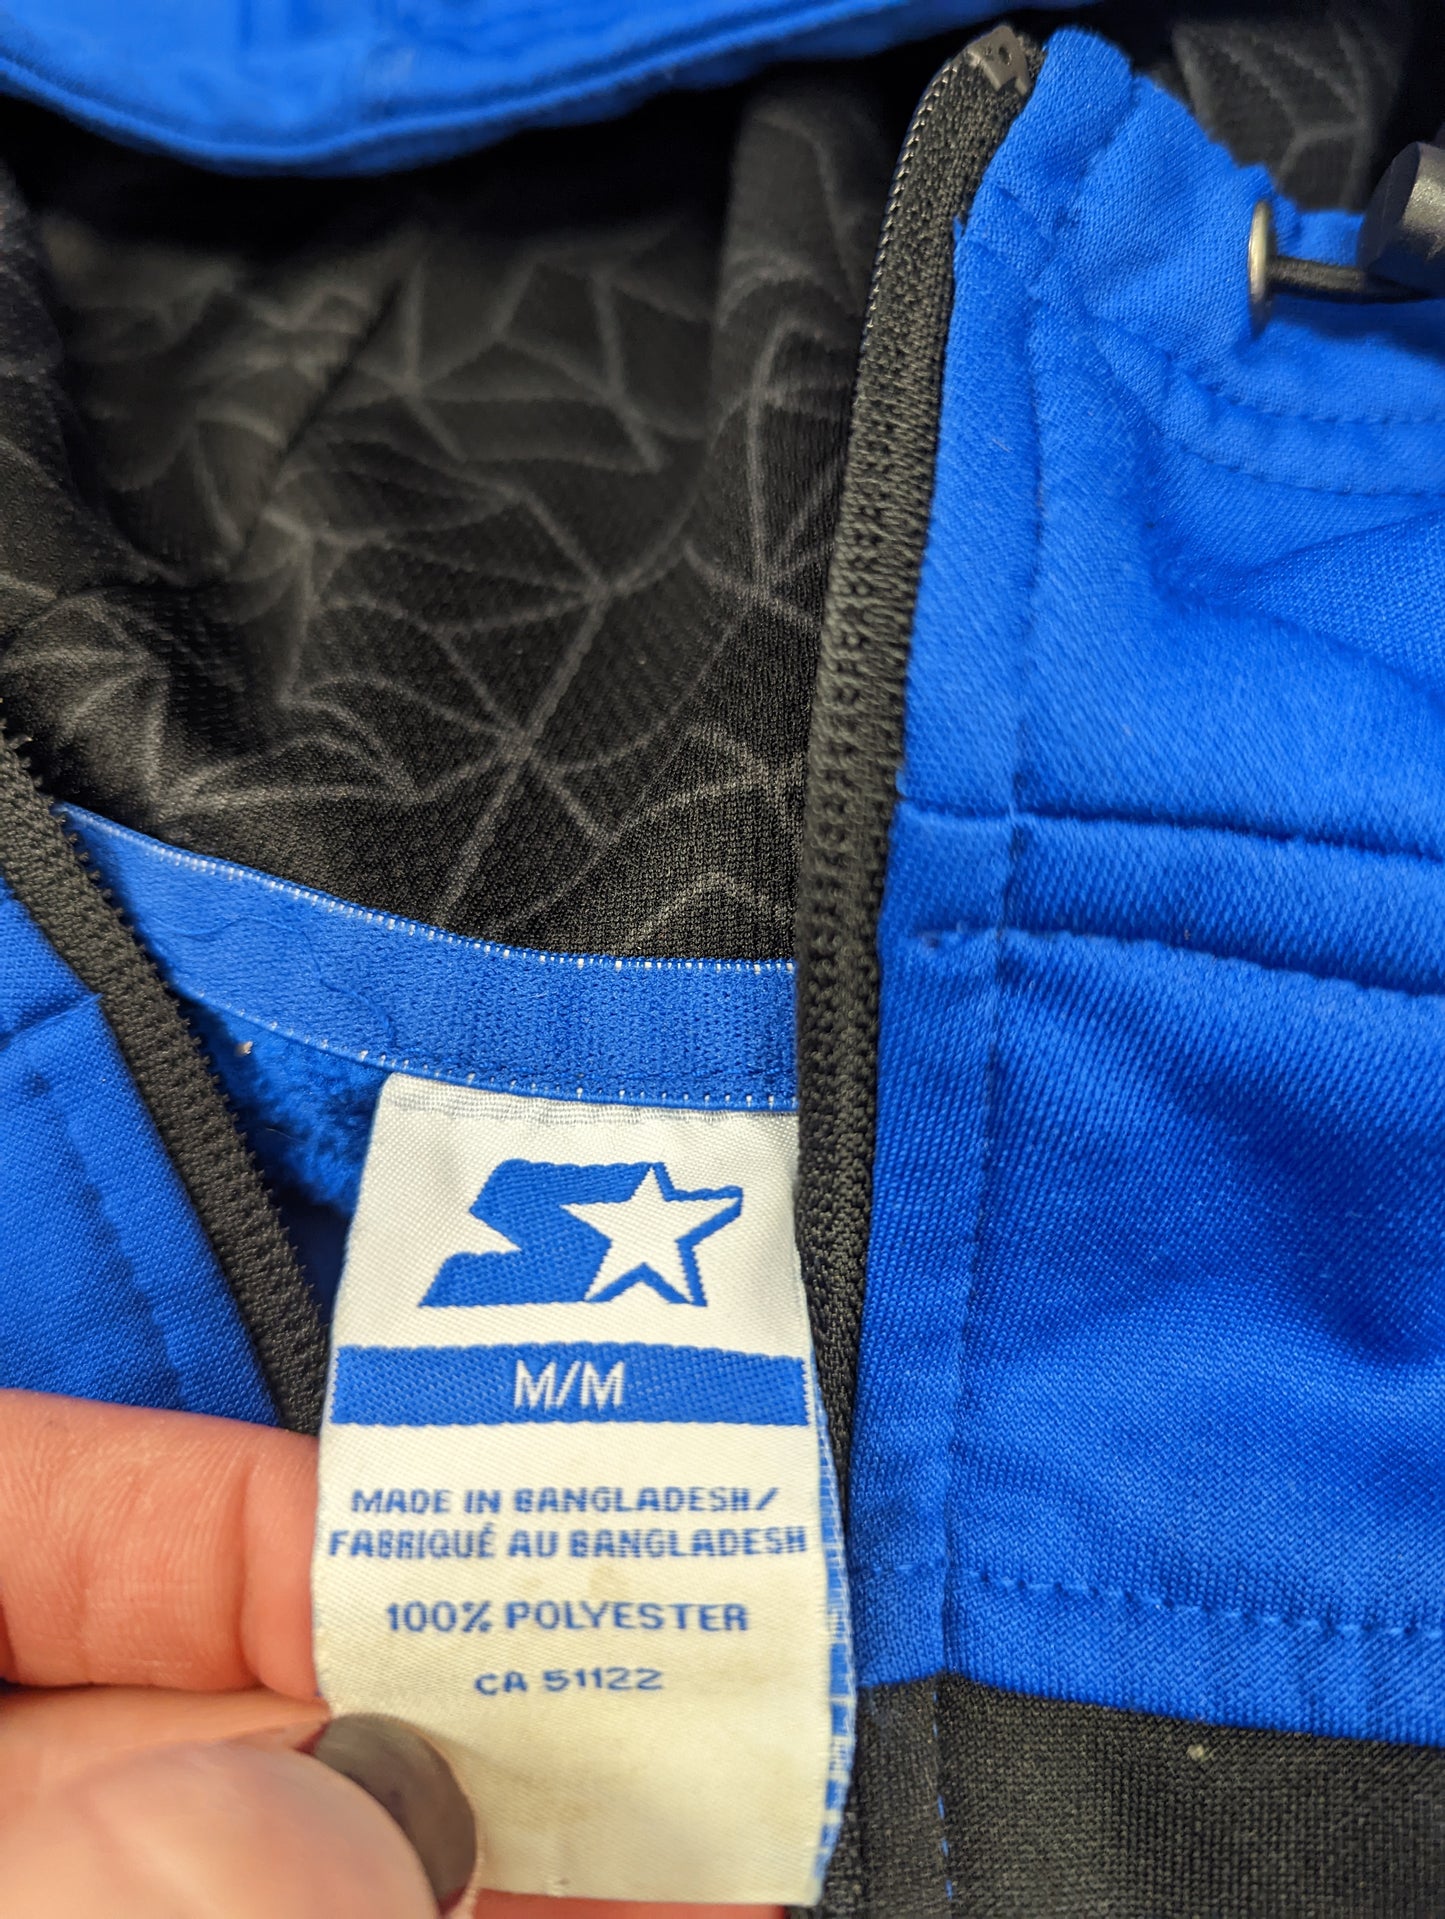 M/M
MADE IN BANGLADESH/
FABRIQUÉ AU BANGLADESH
100% POLYESTER
CA 51122